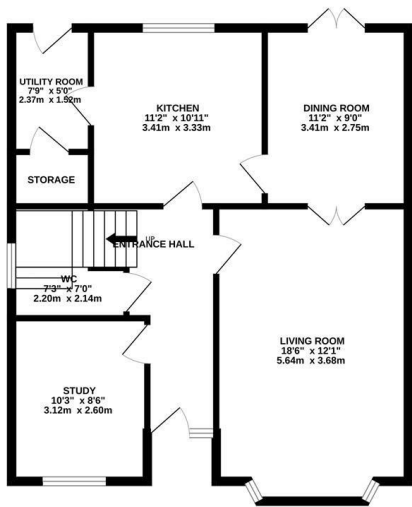 UTILITY ROOM
7'9" x 5'0"
2.37m x 1.52m
KITCHEN
11'2" x 10'11"
3.41m x 3.33m
DINING ROOM
11'2" x 9'0"
3.41m x 2.75m
STORAGE
UP
ENTRANCE HALL
WC
7'3" x 7'0"
2.20m x 2.14m
LIVING ROOM
18'6" x 12'1"
5.64m x 3.68m
STUDY
10'3" x 8'6"
3.12m x 2.60m